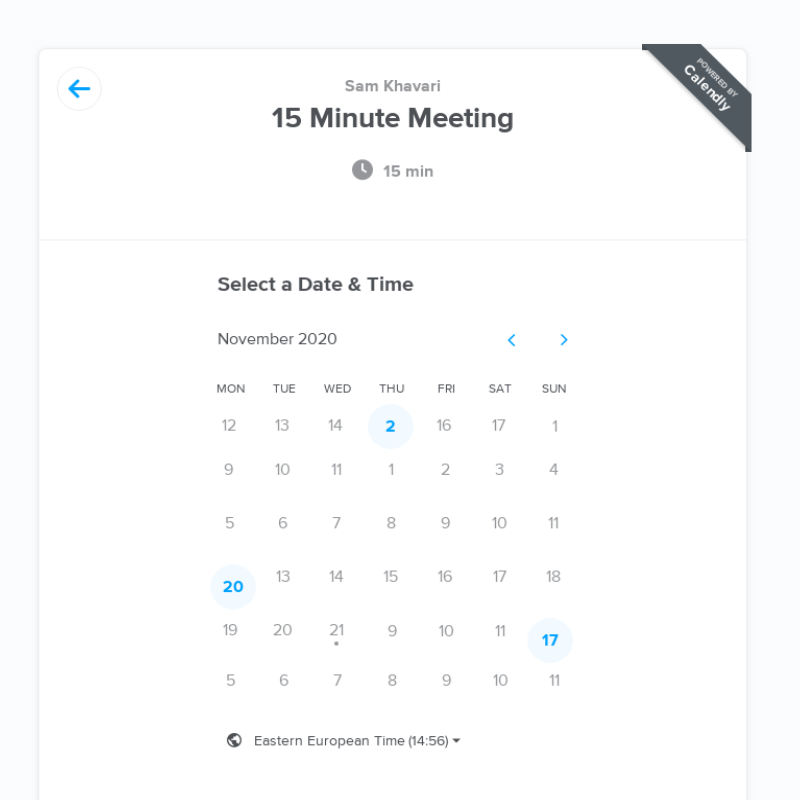 POWERED BY
Calendly
Sam Khavari
15 Minute Meeting
15 min
Select a Date & Time
November 2020
MON TUE WED THU FRI SAT SUN
12 13 14 2 16 17 1
9 10 11 1 2 3 4
5 6 7 8 9 10 11
20 13 14 15 16 17 18
19 20 21 9 10 11 17
5 6 7 8 9 10 11
Eastern European Time (14:56)